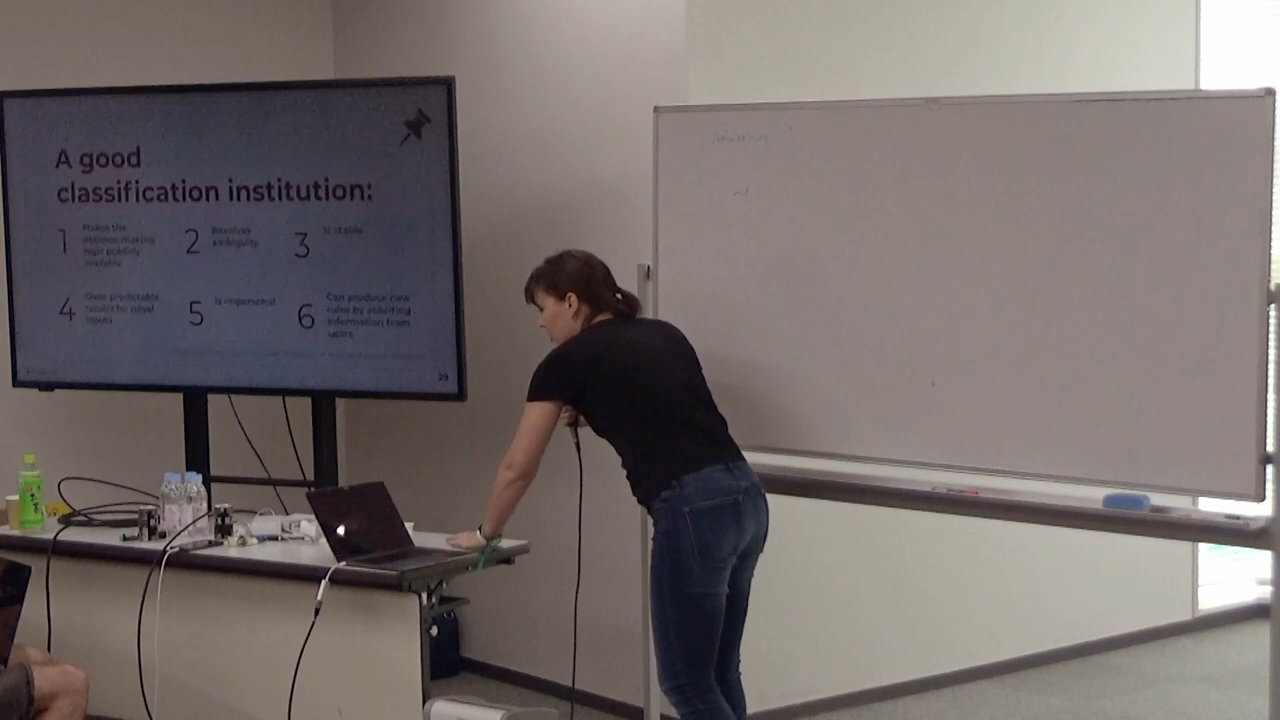 A good
classification institution:
1
Makes the
decision making
logic publicly
available
2
Resolves
ambiguity
3
Is stable
4
Gives predictable
results for novel
inputs
5
Is impersonal
6
Can produce new
rules by soliciting
information from
users
29